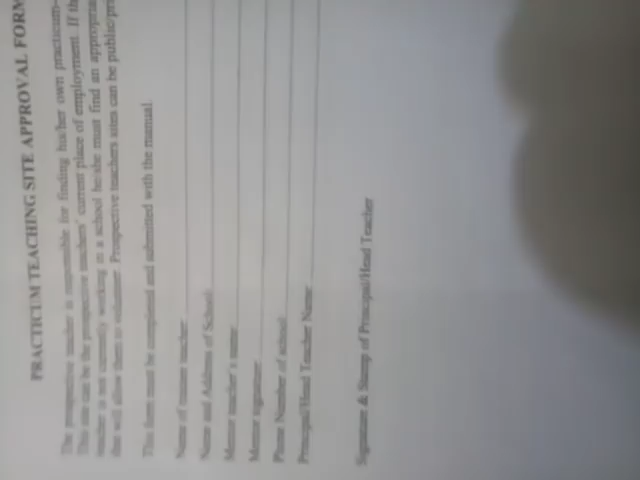 PRACTICUM TEACHING SITE APPROVAL FORM
The prospective teacher is responsible for finding his/her own practicum-
This site can be the prospective teachers' current place of employment. If th
teacher is not currently working in a school he/she must find an appropria
that will allow them to volunteer. Prospective teachers sites can be public/pri
This form must be completed and submitted with the manual.
Name of trainee teacher:
Name and Address of School:
Mentor teacher's name:
Mentor signature:
Phone Number of school:
Principal/Head Teacher Name:
Signature & Stamp of Principal/Head Teacher